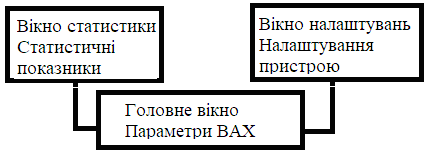 Вікно статистики
Статистичні
показники
Вікно налаштувань
Налаштування
пристрою
Головне вікно
Параметри ВАХ